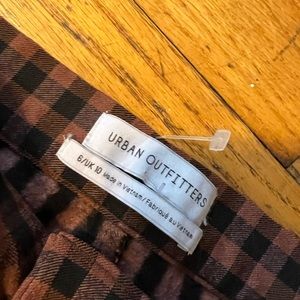 URBAN OUTFITTERS
6/UK 10 Made in Vietnam/Fabriqué au Vietnam